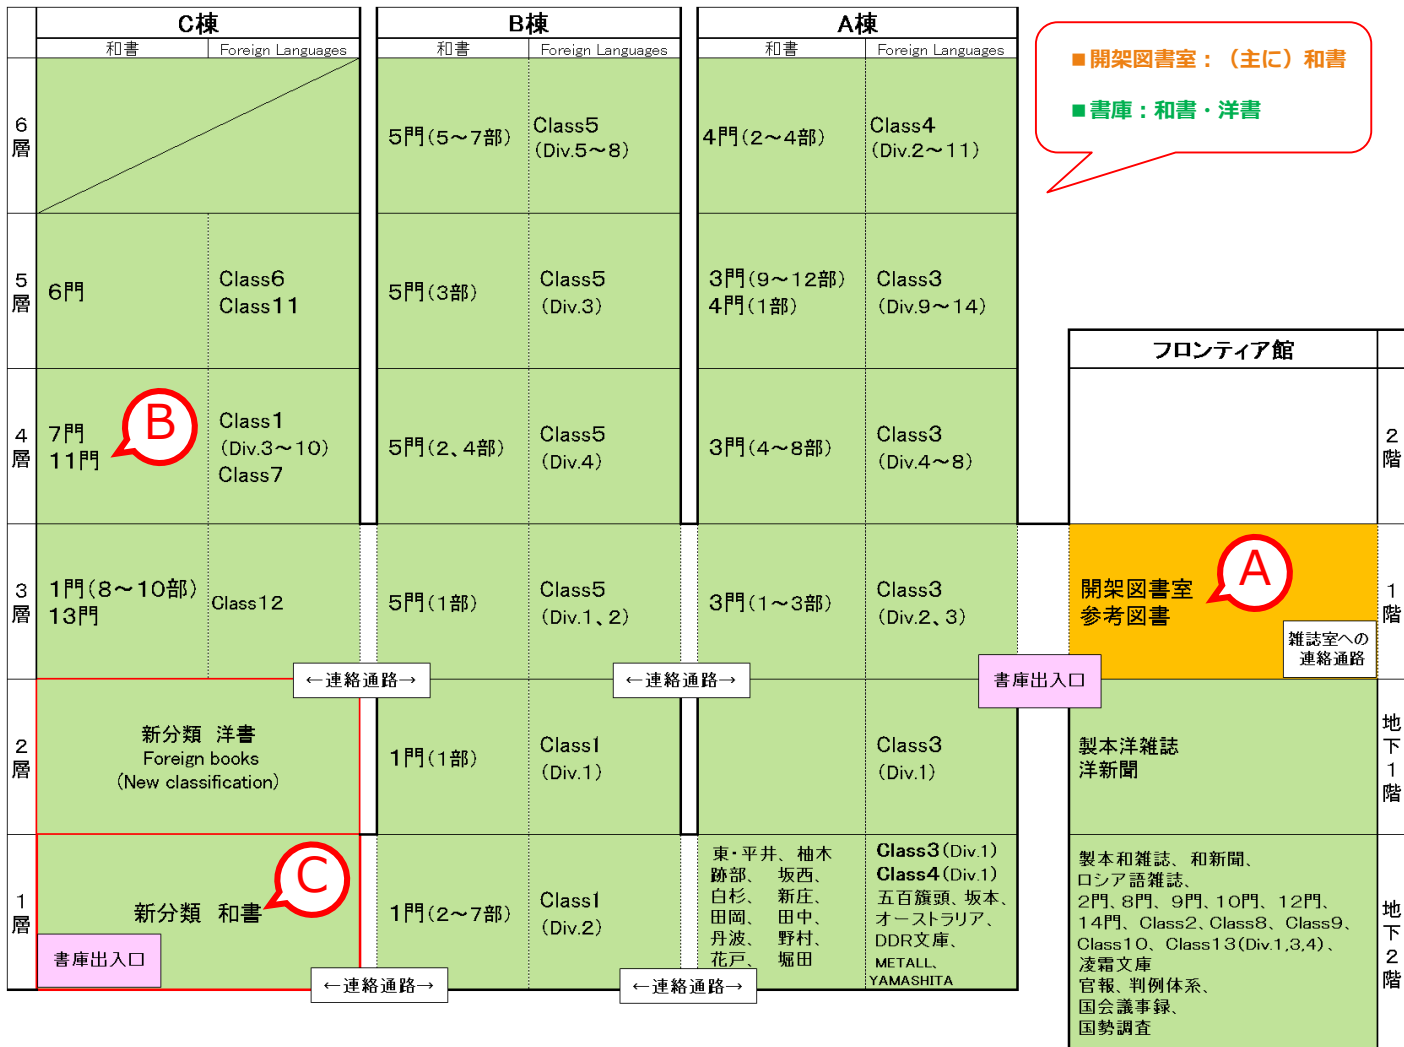 C棟
B棟
A棟
和書
Foreign Languages
和書
Foreign Languages
和書
Foreign Languages
■開架図書室：（主に）和書
■書庫：和書・洋書
6
層
5門(5～7部)
Class5
(Div.5～8)
4門(2～4部)
Class4
(Div.2～11)
5
層
6門
Class6
Class11
5門(3部)
Class5
(Div.3)
3門(9～12部)
4門(1部)
Class3
(Div.9～14)
フロンティア館
4
層
7門
11門
B
Class1
(Div.3～10)
Class7
5門(2、4部)
Class5
(Div.4)
3門(4～8部)
Class3
(Div.4～8)
2
階
3
層
1門(8～10部)
13門
Class12
5門(1部)
Class5
(Div.1、2)
3門(1～3部)
Class3
(Div.2、3)
開架図書室
参考図書
A
雑誌室への
連絡通路
1
階
←連絡通路→
←連絡通路→
書庫出入口
2
層
新分類 洋書
Foreign books
(New classification)
1門(1部)
Class1
(Div.1)
Class3
(Div.1)
製本洋雑誌
洋新聞
地
下
1
階
1
層
新分類 和書
C
書庫出入口
1門(2～7部)
Class1
(Div.2)
東・平井、柚木
跡部、 坂西、
白杉、 新庄、
田岡、 田中、
丹波、 野村、
花戸、 堀田
Class3(Div.1)
Class4(Div.1)
五百籏頭、坂本、
オーストラリア、
DDR文庫、
METALL、
YAMASHITA
製本和雑誌、和新聞、
ロシア語雑誌、
2門、8門、9門、10門、12門、
14門、Class2、Class8、Class9、
Class10、Class13(Div.1,3,4)、
凌霜文庫
官報、判例体系、
国会議事録、
国勢調査
地
下
2
階
←連絡通路→
←連絡通路→